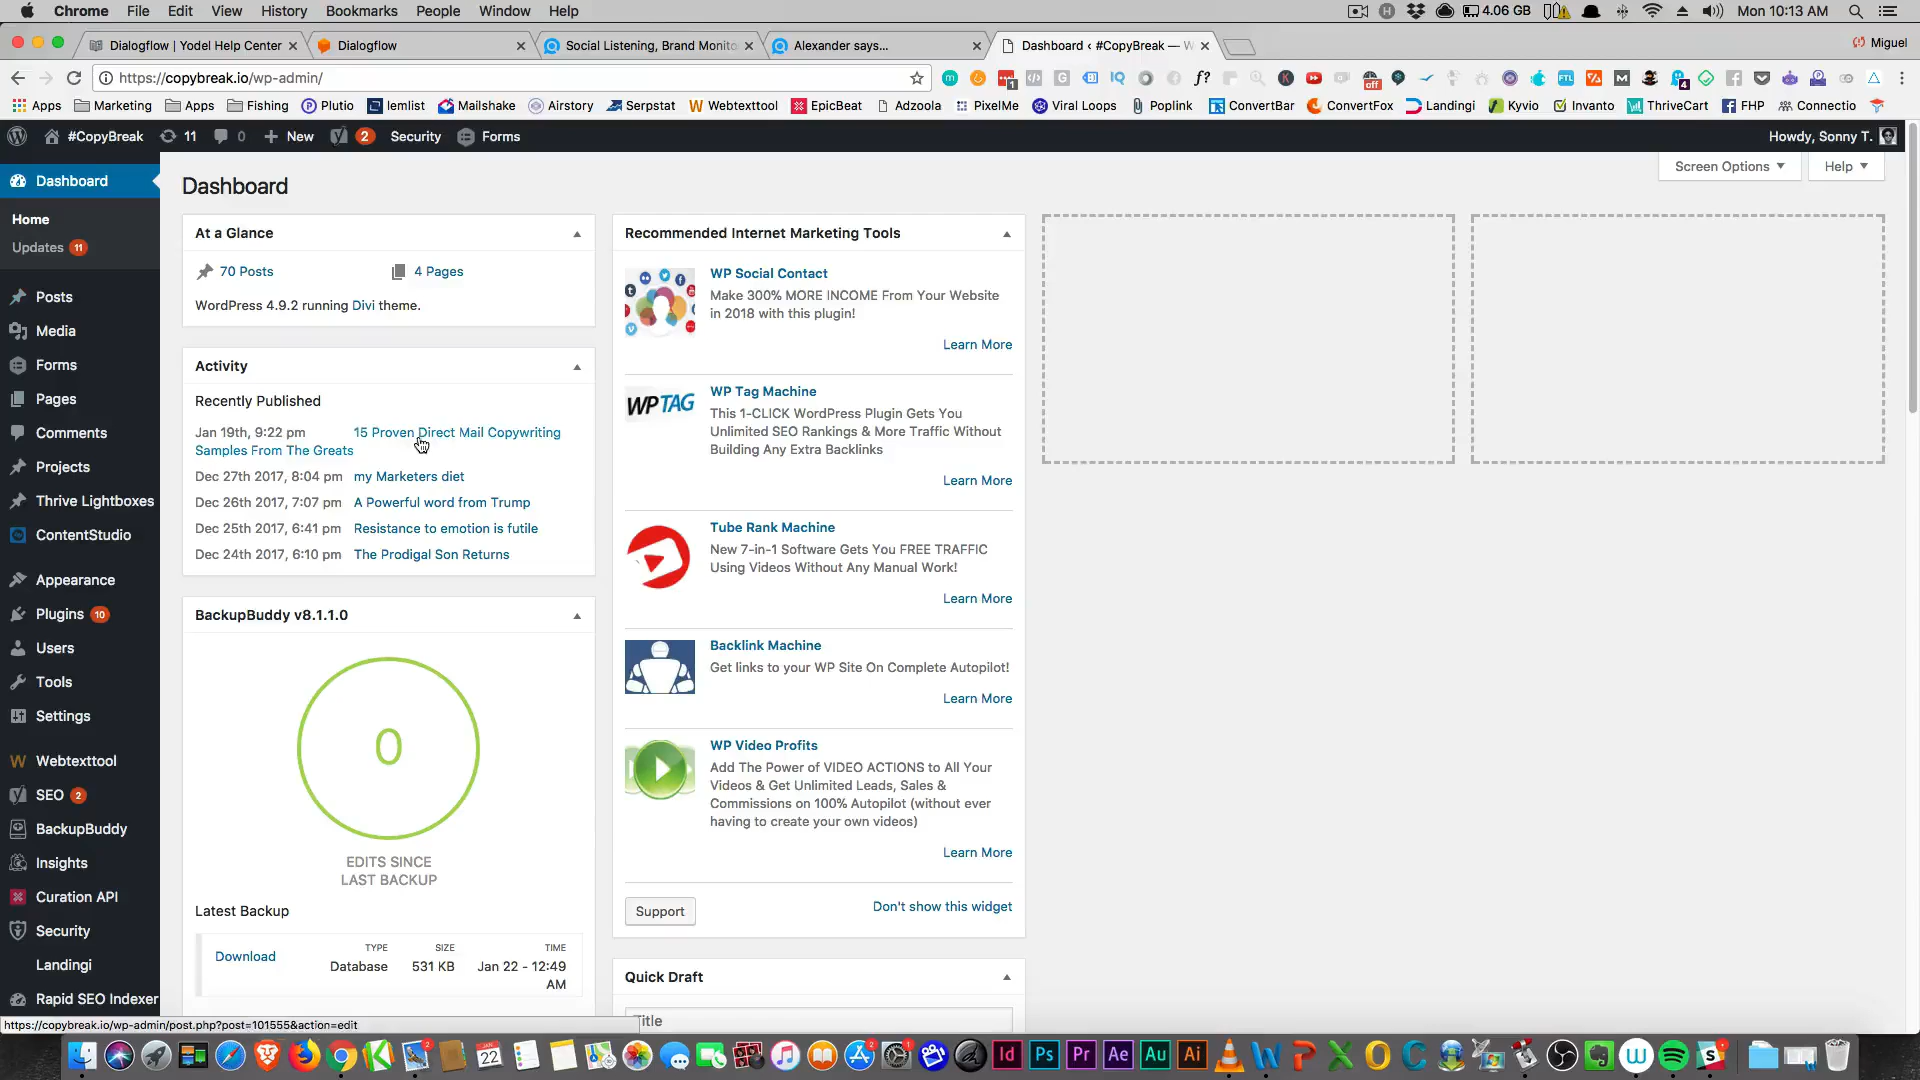 Chrome File Edit View History Bookmarks People Window Help 4.06 GB Mon 10:13 AM
Dialogflow | Yodel Help Center Dialogflow Social Listening, Brand Monito Alexander says... Dashboard ‹ #CopyBreak — W Miguel
https://copybreak.io/wp-admin/
Apps Marketing Apps Fishing Plutio lemlist Mailshake Airstory Serpstat Webtexttool EpicBeat Adzoola PixelMe Viral Loops Poplink ConvertBar ConvertFox Landingi Kyvio Invanto ThriveCart FHP Connectio
#CopyBreak 11 0 New 2 Security Forms Howdy, Sonny T.
Screen Options Help
Dashboard
Home
Updates 11
Posts
Media
Forms
Pages
Comments
Projects
Thrive Lightboxes
ContentStudio
Appearance
Plugins 10
Users
Tools
Settings
Webtexttool
SEO 2
BackupBuddy
Insights
Curation API
Security
Landingi
Rapid SEO Indexer
Dashboard
At a Glance
70 Posts 4 Pages
WordPress 4.9.2 running Divi theme.
Activity
Recently Published
Jan 19th, 9:22 pm 15 Proven Direct Mail Copywriting
Samples From The Greats
Dec 27th 2017, 8:04 pm my Marketers diet
Dec 26th 2017, 7:07 pm A Powerful word from Trump
Dec 25th 2017, 6:41 pm Resistance to emotion is futile
Dec 24th 2017, 6:10 pm The Prodigal Son Returns
BackupBuddy v8.1.1.0
0
EDITS SINCE
LAST BACKUP
Latest Backup
TYPE SIZE TIME
Download Database 531 KB Jan 22 - 12:49
AM
Recommended Internet Marketing Tools
WP Social Contact
Make 300% MORE INCOME From Your Website
in 2018 with this plugin!
Learn More
WPTAG
WP Tag Machine
This 1-CLICK WordPress Plugin Gets You
Unlimited SEO Rankings & More Traffic Without
Building Any Extra Backlinks
Learn More
Tube Rank Machine
New 7-in-1 Software Gets You FREE TRAFFIC
Using Videos Without Any Manual Work!
Learn More
Backlink Machine
Get links to your WP Site On Complete Autopilot!
Learn More
WP Video Profits
Add The Power of VIDEO ACTIONS to All Your
Videos & Get Unlimited Leads, Sales &
Commissions on 100% Autopilot (without ever
having to create your own videos)
Learn More
Support Don't show this widget
Quick Draft
Title
https://copybreak.io/wp-admin/post.php?post=101555&action=edit
22 Id Ps Pr Ae Au Ai